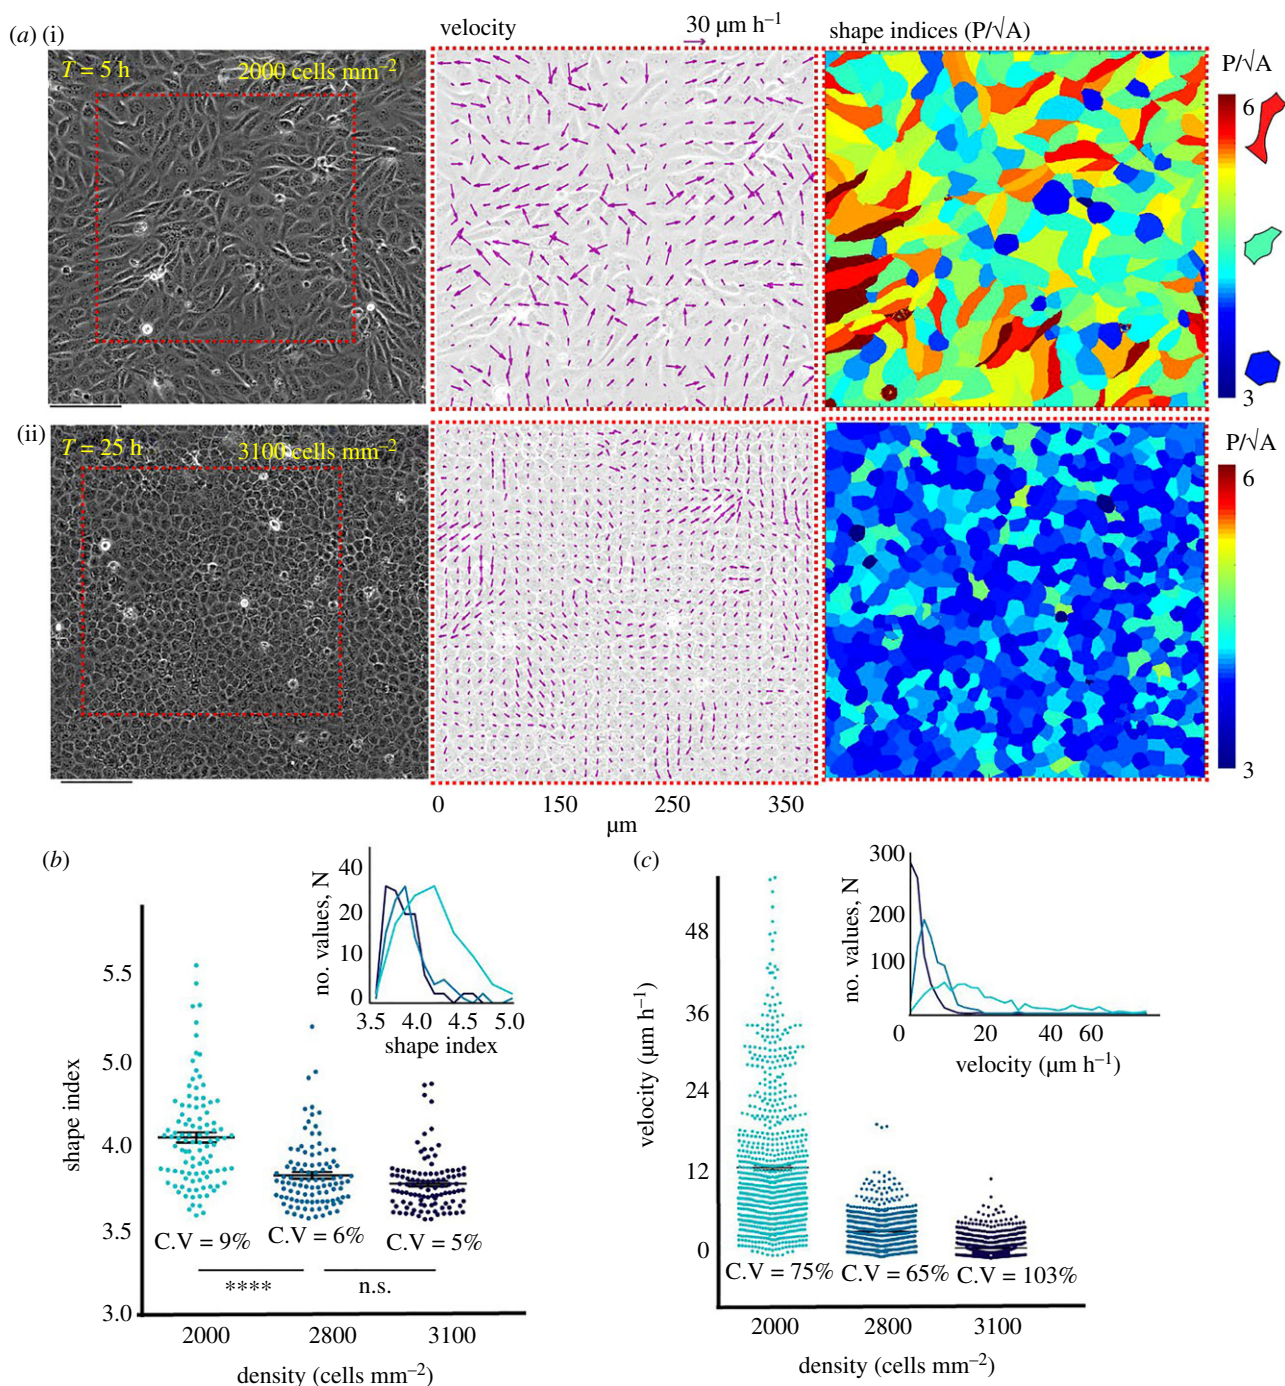 (a) (i)
velocity
30 µm h⁻¹
shape indices (P/√A)
T = 5 h
2000 cells mm⁻²
P/√A
6
3
(ii)
T = 25 h
3100 cells mm⁻²
P/√A
6
3
0 150 250 350
µm
(b)
shape index
5.5
5.0
4.0
3.5
3.0
no. values, N
40
20
10
0
3.5 4.0 4.5 5.0
shape index
C.V = 9% C.V = 6% C.V = 5%
**** n.s.
2000 2800 3100
density (cells mm⁻²)
(c)
velocity (µm h⁻¹)
48
36
24
12
0
no. values, N
300
200
100
0 20 40 60
velocity (µm h⁻¹)
C.V = 75% C.V = 65% C.V = 103%
2000 2800 3100
density (cells mm⁻²)